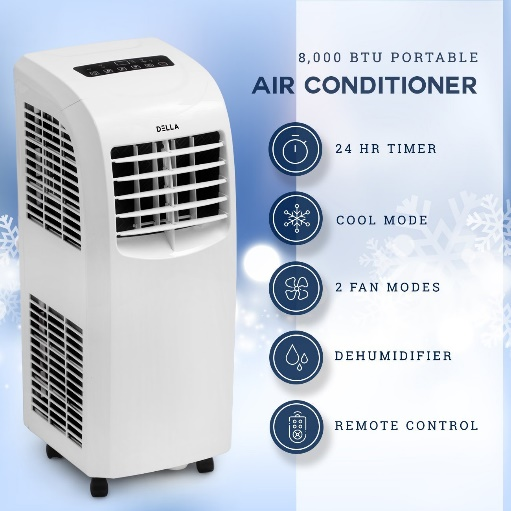 8,000 BTU PORTABLE
AIR CONDITIONER
DELLA
24 HR TIMER
COOL MODE
2 FAN MODES
DEHUMIDIFIER
REMOTE CONTROL